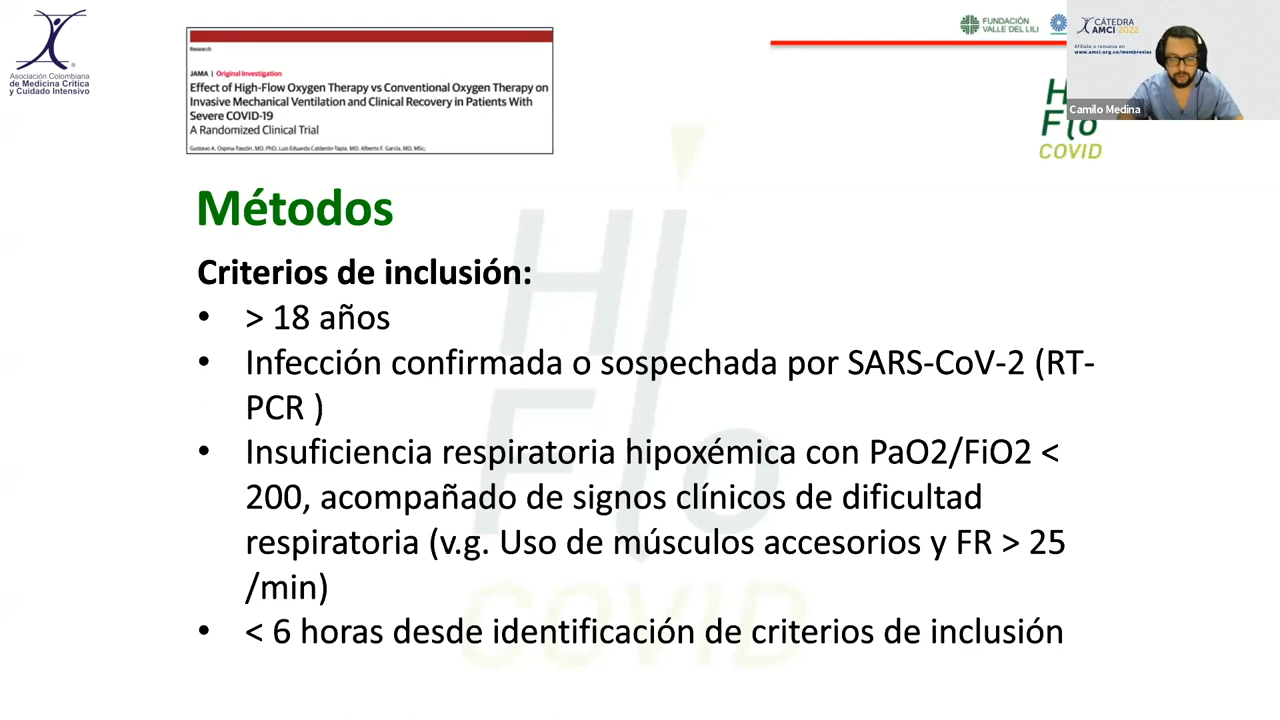 Asociación Colombiana
de Medicina Crítica
y Cuidado Intensivo
Research
JAMA | Original Investigation
Effect of High-Flow Oxygen Therapy vs Conventional Oxygen Therapy on
Invasive Mechanical Ventilation and Clinical Recovery in Patients With
Severe COVID-19
A Randomized Clinical Trial
Gustavo A. Ospina-Tascón, MD, PhD; Luis Eduardo Calderón-Tapia, MD; Alberto F. García, MD, MSc;
FUNDACIÓN
VALLE DEL LILI
CÁTEDRA
AMCI 2022
Afíliate o renueva en
www.amci.org.co/membresias
Camilo Medina
H
Flo
COVID
Métodos
Criterios de inclusión:
• > 18 años
• Infección confirmada o sospechada por SARS-CoV-2 (RT-
PCR )
• Insuficiencia respiratoria hipoxémica con PaO2/FiO2 <
200, acompañado de signos clínicos de dificultad
respiratoria (v.g. Uso de músculos accesorios y FR > 25
/min)
• < 6 horas desde identificación de criterios de inclusión
HI
Flo
COVID